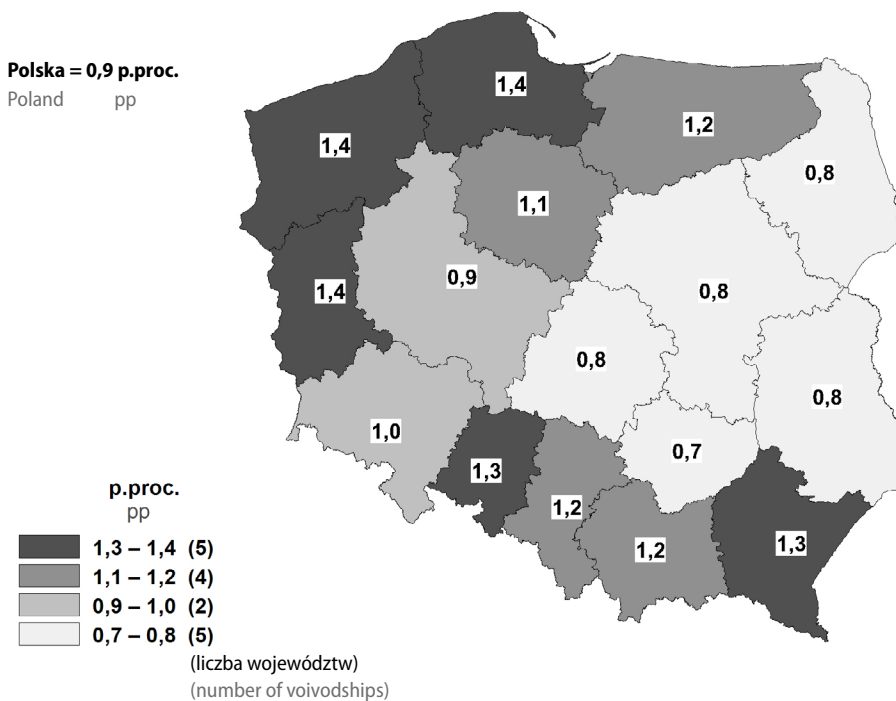 Polska = 0,9 p.proc.
Poland pp
1,4
1,4
1,2
0,8
1,1
0,9
1,4
0,8
0,8
0,8
1,0
0,7
1,3
1,2
1,2
1,3
p.proc.
pp
1,3 – 1,4 (5)
1,1 – 1,2 (4)
0,9 – 1,0 (2)
0,7 – 0,8 (5)
(liczba województw)
(number of voivodships)